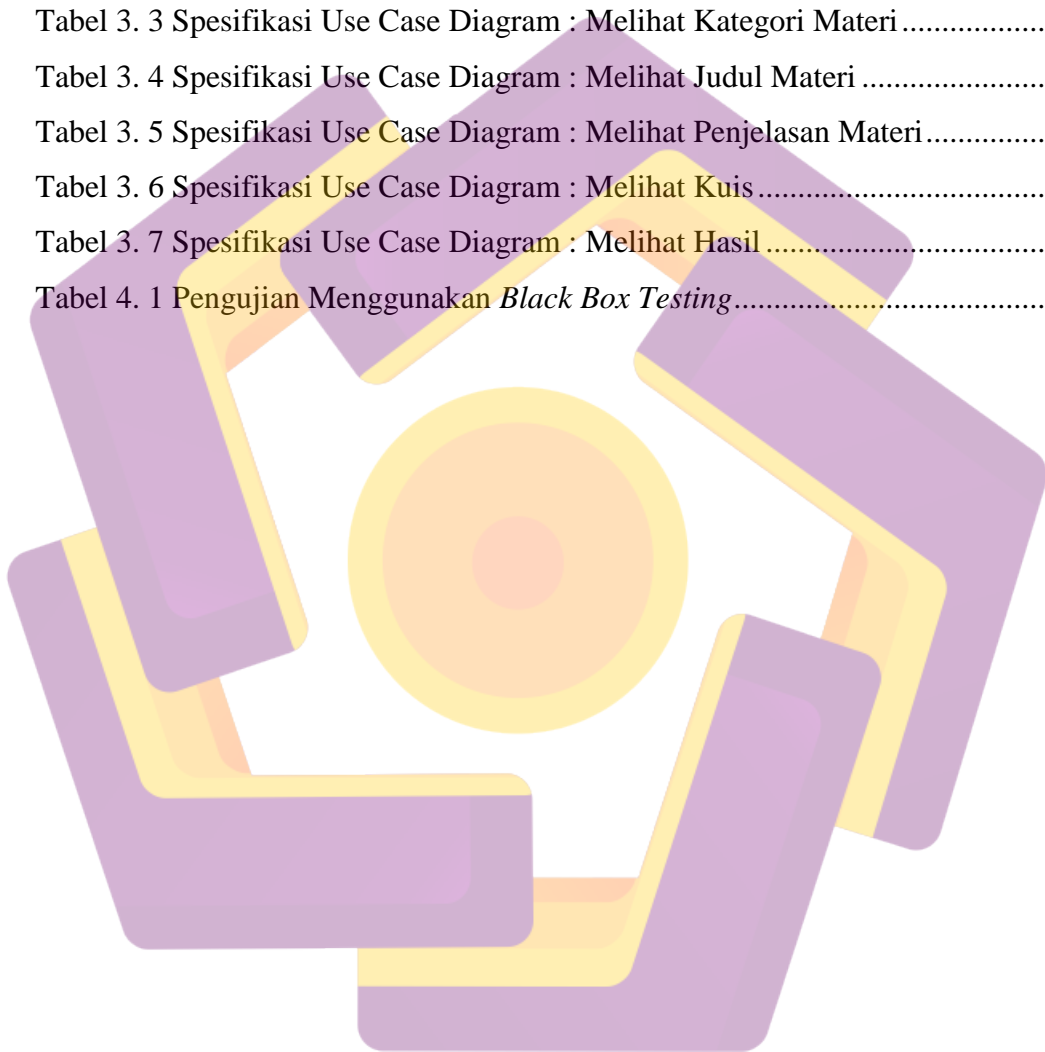 Tabel 3. 3 Spesifikasi Use Case Diagram : Melihat Kategori Materi..................
Tabel 3. 4 Spesifikasi Use Case Diagram : Melihat Judul Materi .......................
Tabel 3. 5 Spesifikasi Use Case Diagram : Melihat Penjelasan Materi...............
Tabel 3. 6 Spesifikasi Use Case Diagram : Melihat Kuis.....................................
Tabel 3. 7 Spesifikasi Use Case Diagram : Melihat Hasil ...................................
Tabel 4. 1 Pengujian Menggunakan Black Box Testing........................................